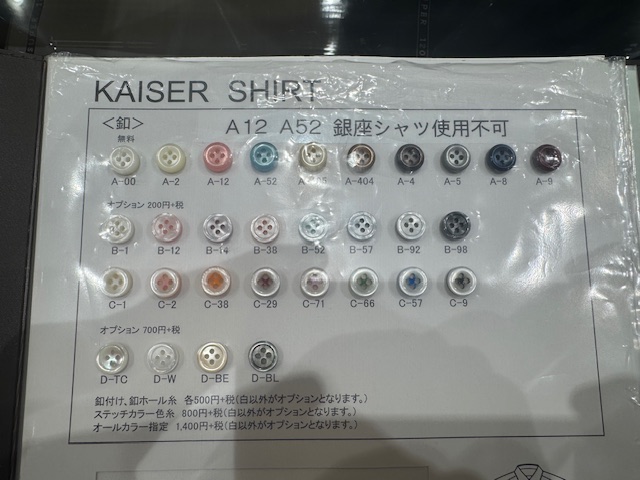 KAISER SHIRT
<釦> A12 A52 銀座シャツ使用不可
無料
A-00 A-2 A-12 A-52 A-404 A-4 A-5 A-8 A-9
オプション 200円+税
B-1 B-12 B-14 B-38 B-52 B-57 B-92 B-98
C-1 C-2 C-38 C-29 C-71 C-66 C-57 C-9
オプション 700円+税
D-TC D-W D-BE D-BL
釦付け、釦ホール糸 各500円+税(白以外がオプションとなります。)
ステッチカラー色糸 800円+税(白以外がオプションとなります。)
オールカラー指定 1,400円+税(白以外がオプションとなります。)